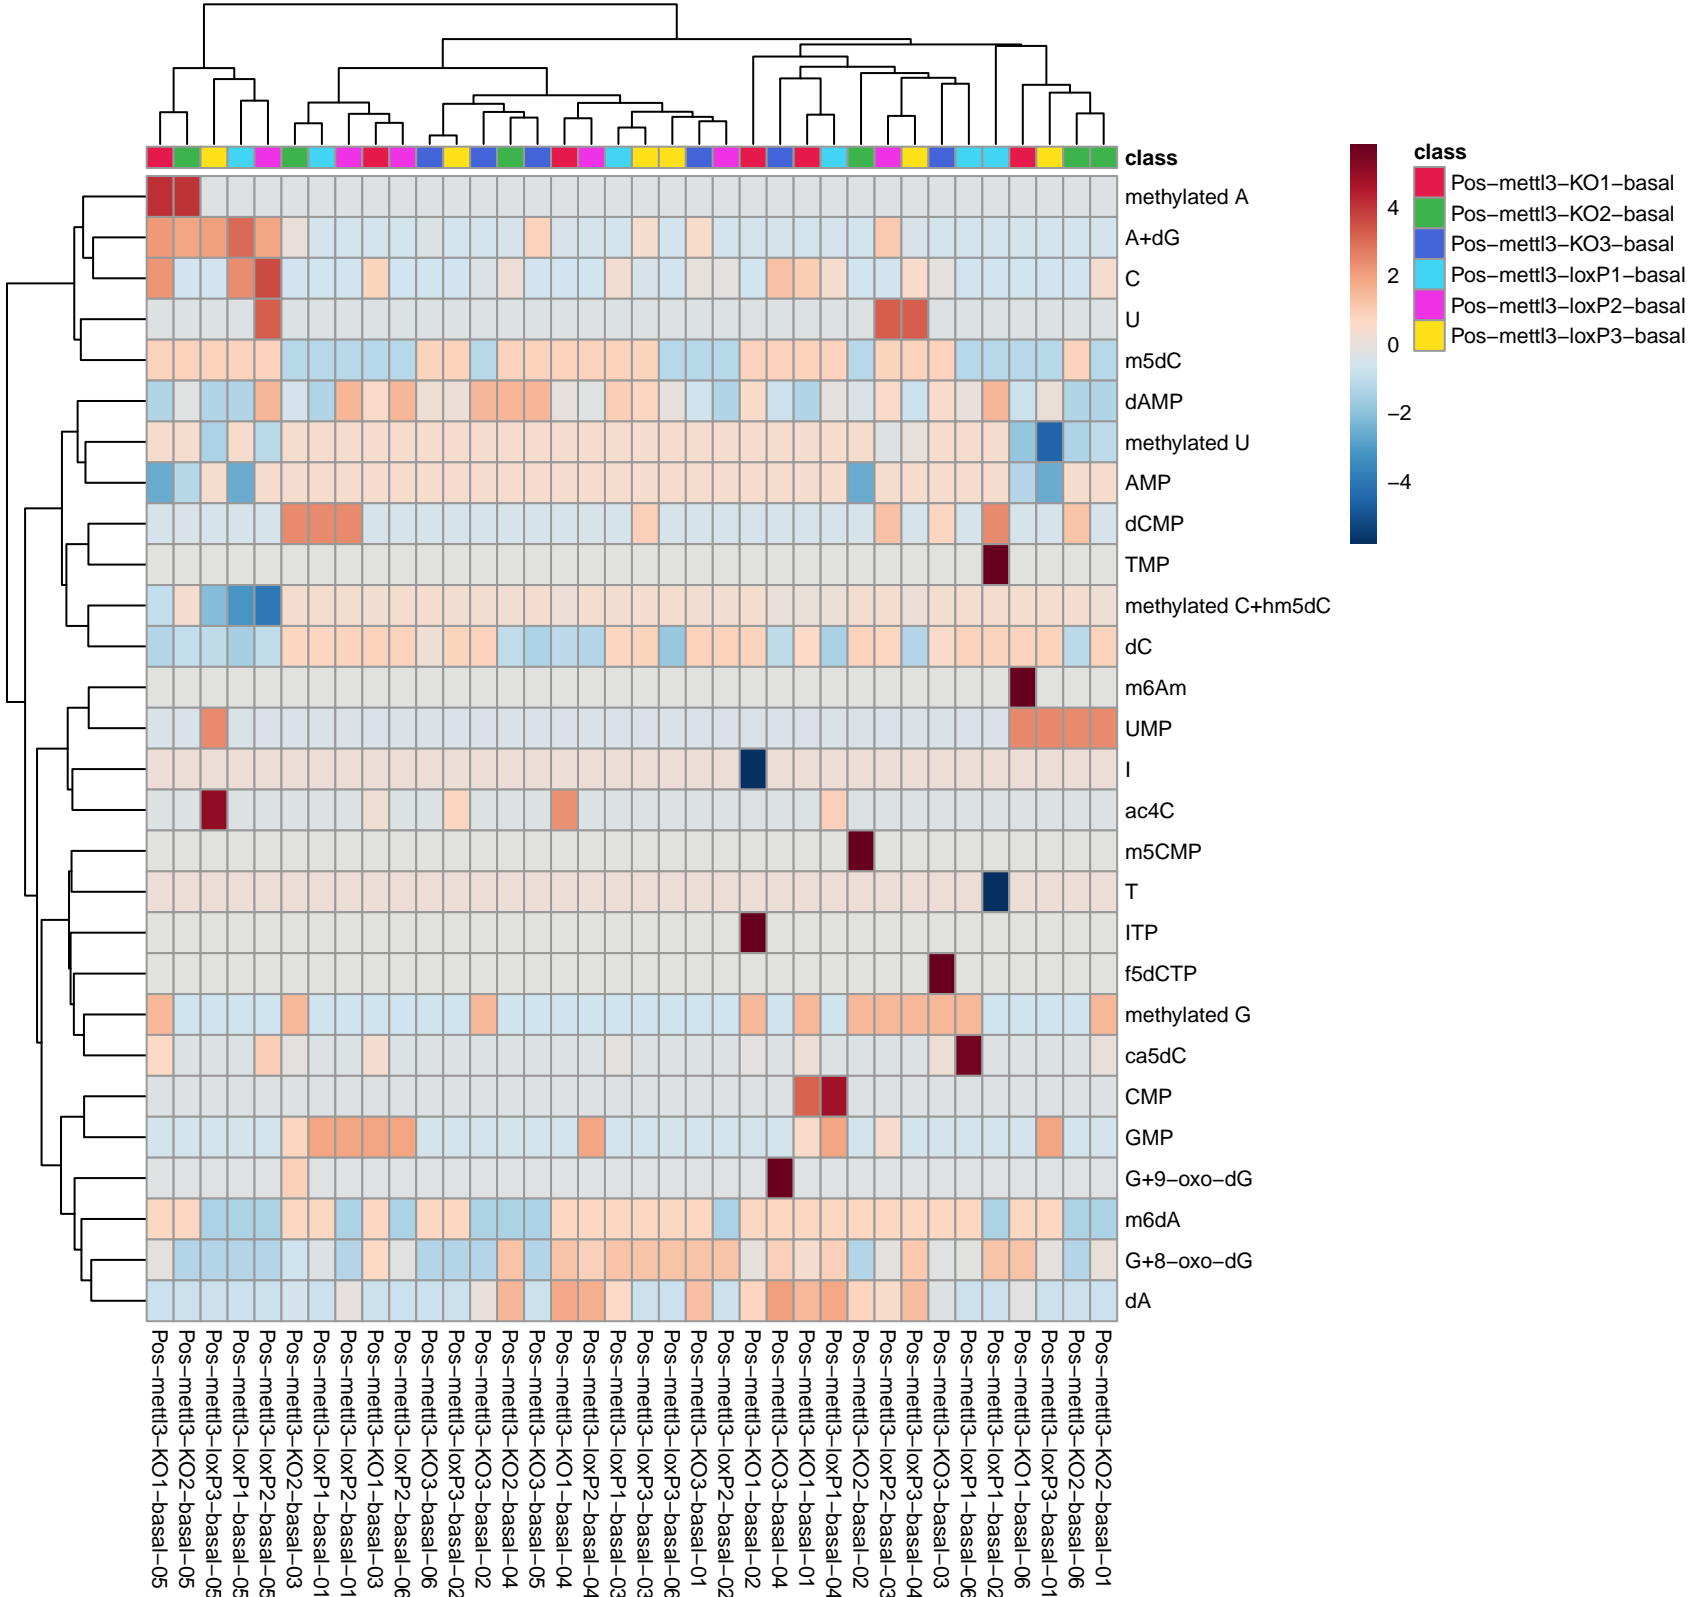 class
methylated A
A+dG
C
U
m5dC
dAMP
methylated U
AMP
dCMP
TMP
methylated C+hm5dC
dC
m6Am
UMP
I
ac4C
m5CMP
T
ITP
f5dCTP
methylated G
ca5dC
CMP
GMP
G+9−oxo−dG
m6dA
G+8−oxo−dG
dA
4
2
0
−2
−4
class
Pos−mettl3−KO1−basal
Pos−mettl3−KO2−basal
Pos−mettl3−KO3−basal
Pos−mettl3−loxP1−basal
Pos−mettl3−loxP2−basal
Pos−mettl3−loxP3−basal
Pos−mettl3−KO1−basal−05
Pos−mettl3−KO2−basal−05
Pos−mettl3−loxP3−basal−05
Pos−mettl3−loxP1−basal−05
Pos−mettl3−loxP2−basal−05
Pos−mettl3−KO2−basal−03
Pos−mettl3−loxP1−basal−01
Pos−mettl3−loxP2−basal−01
Pos−mettl3−KO1−basal−03
Pos−mettl3−loxP2−basal−06
Pos−mettl3−KO3−basal−06
Pos−mettl3−loxP3−basal−02
Pos−mettl3−KO3−basal−02
Pos−mettl3−KO2−basal−04
Pos−mettl3−KO3−basal−05
Pos−mettl3−KO1−basal−04
Pos−mettl3−loxP2−basal−04
Pos−mettl3−loxP1−basal−03
Pos−mettl3−loxP3−basal−03
Pos−mettl3−loxP3−basal−06
Pos−mettl3−KO3−basal−01
Pos−mettl3−loxP2−basal−02
Pos−mettl3−KO1−basal−02
Pos−mettl3−KO3−basal−04
Pos−mettl3−KO1−basal−01
Pos−mettl3−loxP1−basal−04
Pos−mettl3−KO2−basal−02
Pos−mettl3−loxP2−basal−03
Pos−mettl3−loxP3−basal−04
Pos−mettl3−KO3−basal−03
Pos−mettl3−loxP1−basal−06
Pos−mettl3−loxP1−basal−02
Pos−mettl3−KO1−basal−06
Pos−mettl3−loxP3−basal−01
Pos−mettl3−KO2−basal−06
Pos−mettl3−KO2−basal−01